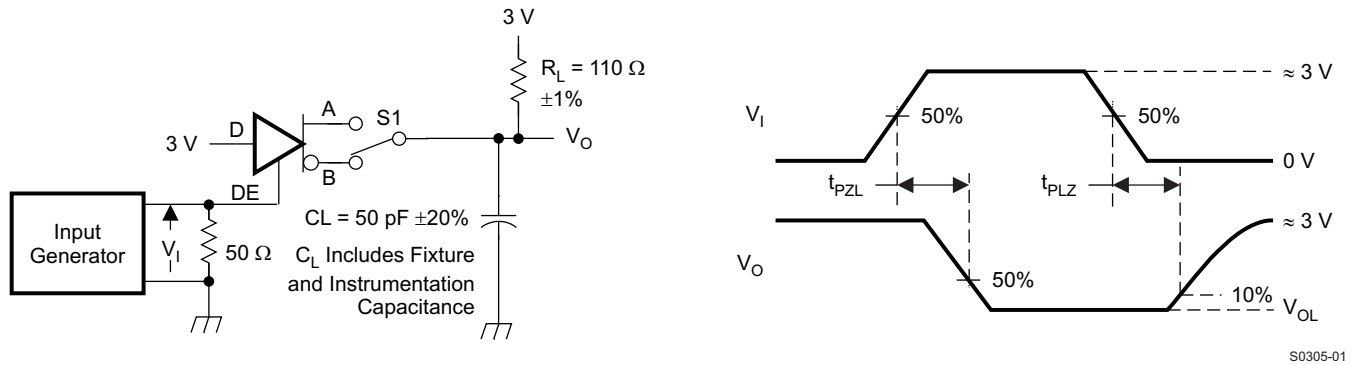 3 V
R_L = 110 Ω
±1%
A
S1
3 V
D
V_O
B
DE
Input
Generator
V_I
50 Ω
CL = 50 pF ±20%
C_L Includes Fixture
and Instrumentation
Capacitance
≈ 3 V
V_I
50%
50%
0 V
t_PZL
t_PLZ
≈ 3 V
V_O
50%
10%
V_OL
S0305-01